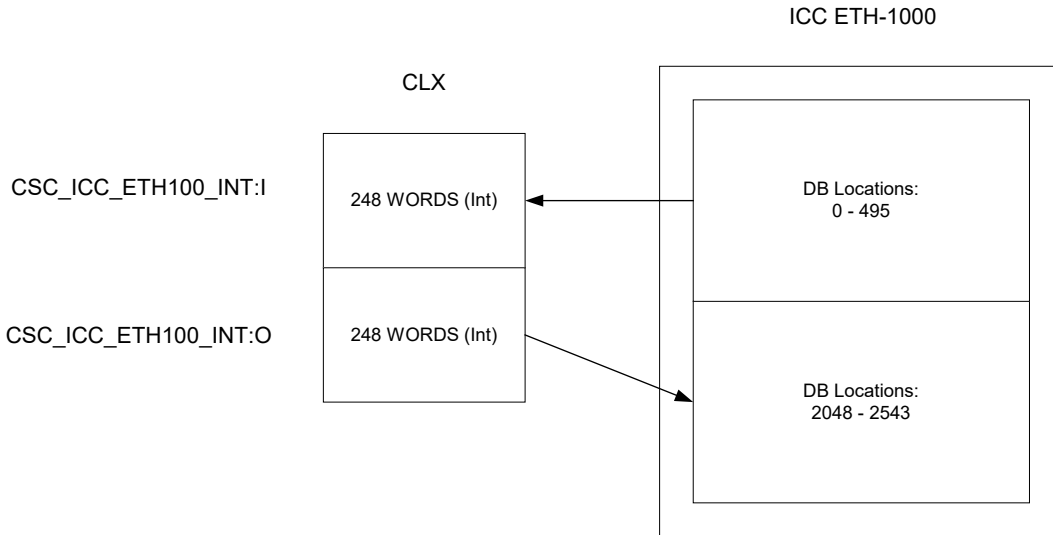 ICC ETH-1000
CLX
CSC_ICC_ETH100_INT:I
248 WORDS (Int)
DB Locations:
0 - 495
CSC_ICC_ETH100_INT:O
248 WORDS (Int)
DB Locations:
2048 - 2543